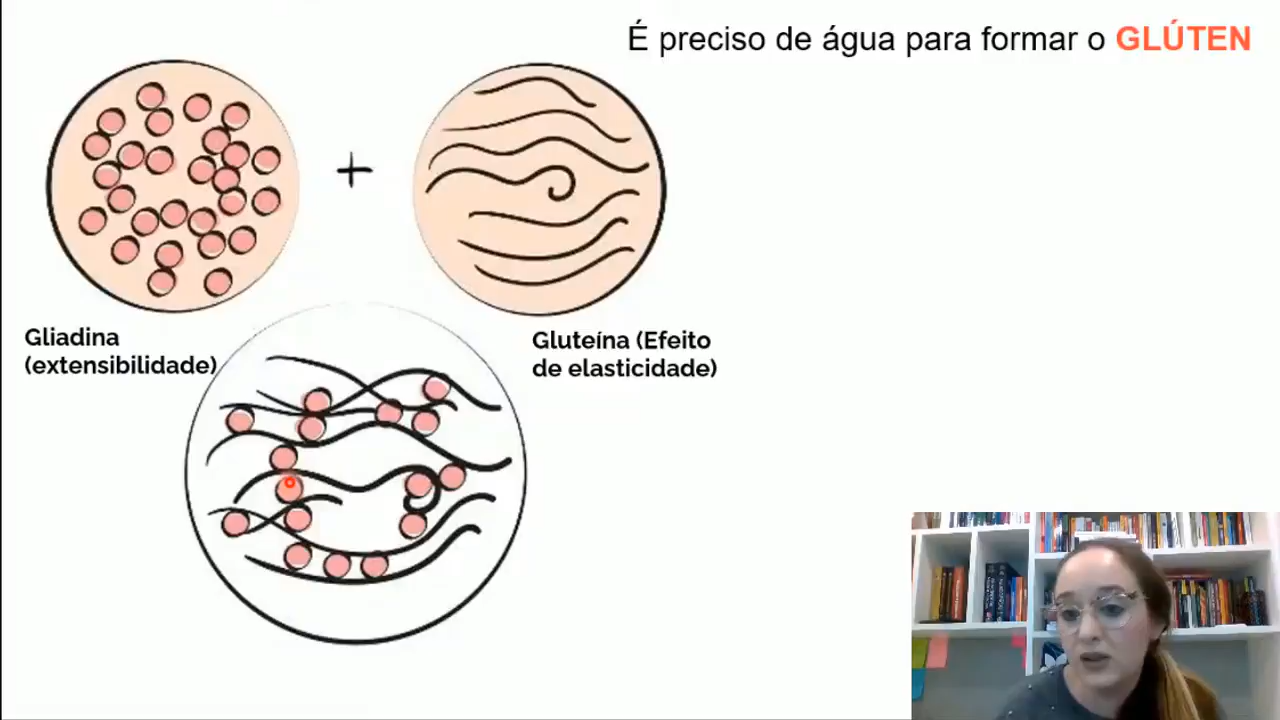 É preciso de água para formar o GLÚTEN
+
Gliadina
(extensibilidade)
Gluteína (Efeito
de elasticidade)